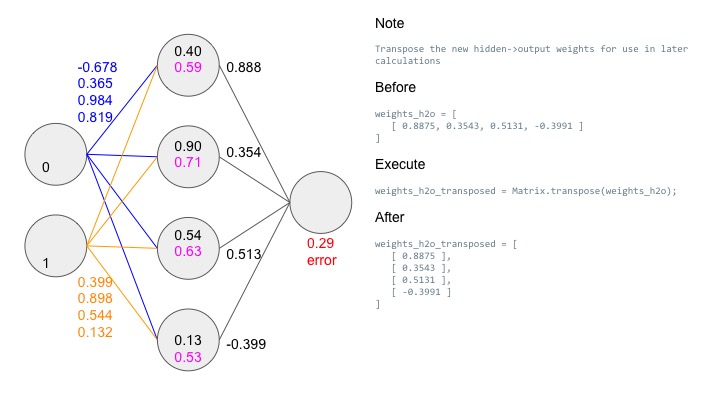 -0.678
0.365
0.984
0.819
0
1
0.399
0.898
0.544
0.132
0.40
0.59
0.90
0.71
0.54
0.63
0.13
0.53
0.888
0.354
0.513
-0.399
0.29
error
Note
Transpose the new hidden->output weights for use in later
calculations
Before
weights_h2o = [
[ 0.8875, 0.3543, 0.5131, -0.3991 ]
]
Execute
weights_h2o_transposed = Matrix.transpose(weights_h2o);
After
weights_h2o_transposed = [
[ 0.8875 ],
[ 0.3543 ],
[ 0.5131 ],
[ -0.3991 ]
]